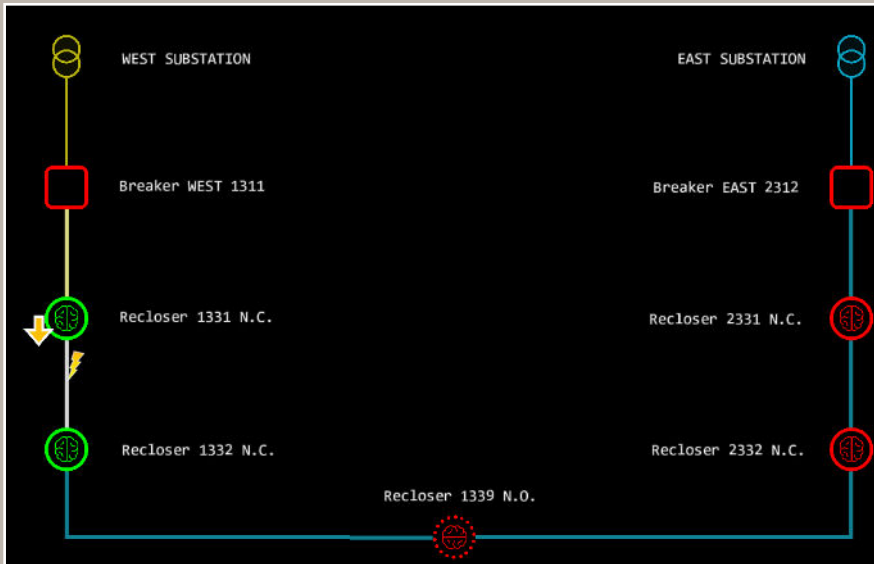 WEST SUBSTATION
EAST SUBSTATION
Breaker WEST 1311
Breaker EAST 2312
Recloser 1331 N.C.
Recloser 2331 N.C.
Recloser 1332 N.C.
Recloser 2332 N.C.
Recloser 1339 N.O.